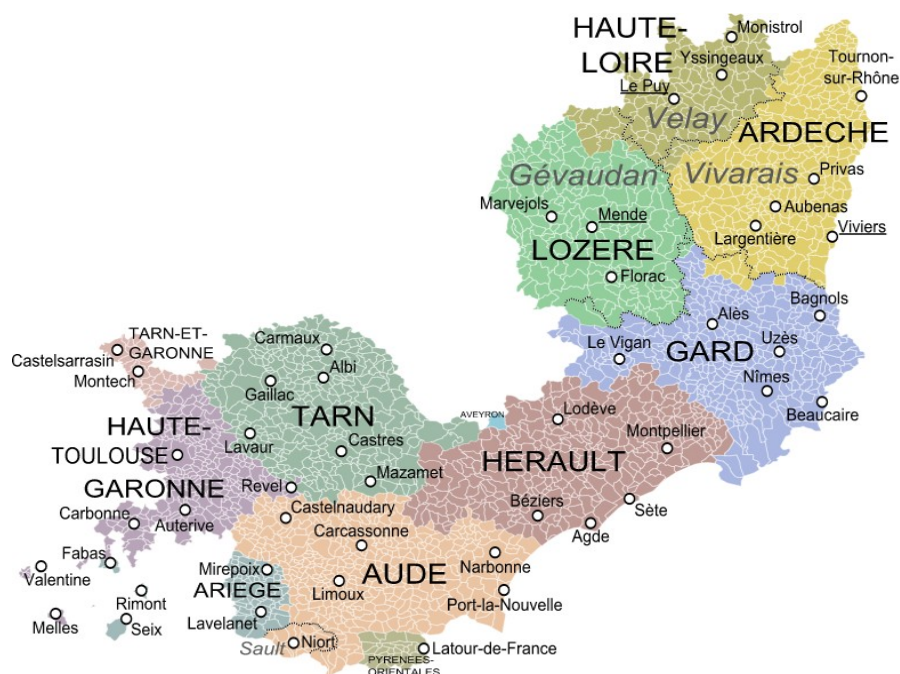 HAUTE-
LOIRE
Monistrol
Yssingeaux
Le Puy
Velay
Tournon-
sur-Rhône
ARDECHE
Gévaudan
Vivarais
Privas
Marvejols
Mende
Aubenas
Viviers
Largentière
LOZERE
Florac
Bagnols
Alès
Uzès
Le Vigan
GARD
Nîmes
Beaucaire
TARN-ET-
GARONNE
Castelsarrasin
Montech
Carmaux
Albi
Gaillac
TARN
AVEYRON
Lodève
Montpellier
HAUTE-
TOULOUSE
Lavaur
Castres
HERAULT
Mazamet
GARONNE
Revel
Béziers
Sète
Carbonne
Auterive
Castelnaudary
Agde
Carcassonne
Fabas
Valentine
Mirepoix
AUDE
Narbonne
ARIEGE
Limoux
Rimont
Port-la-Nouvelle
Melles
Seix
Lavelanet
Sault
Niort
Latour-de-France
PYRENEES-
ORIENTALES